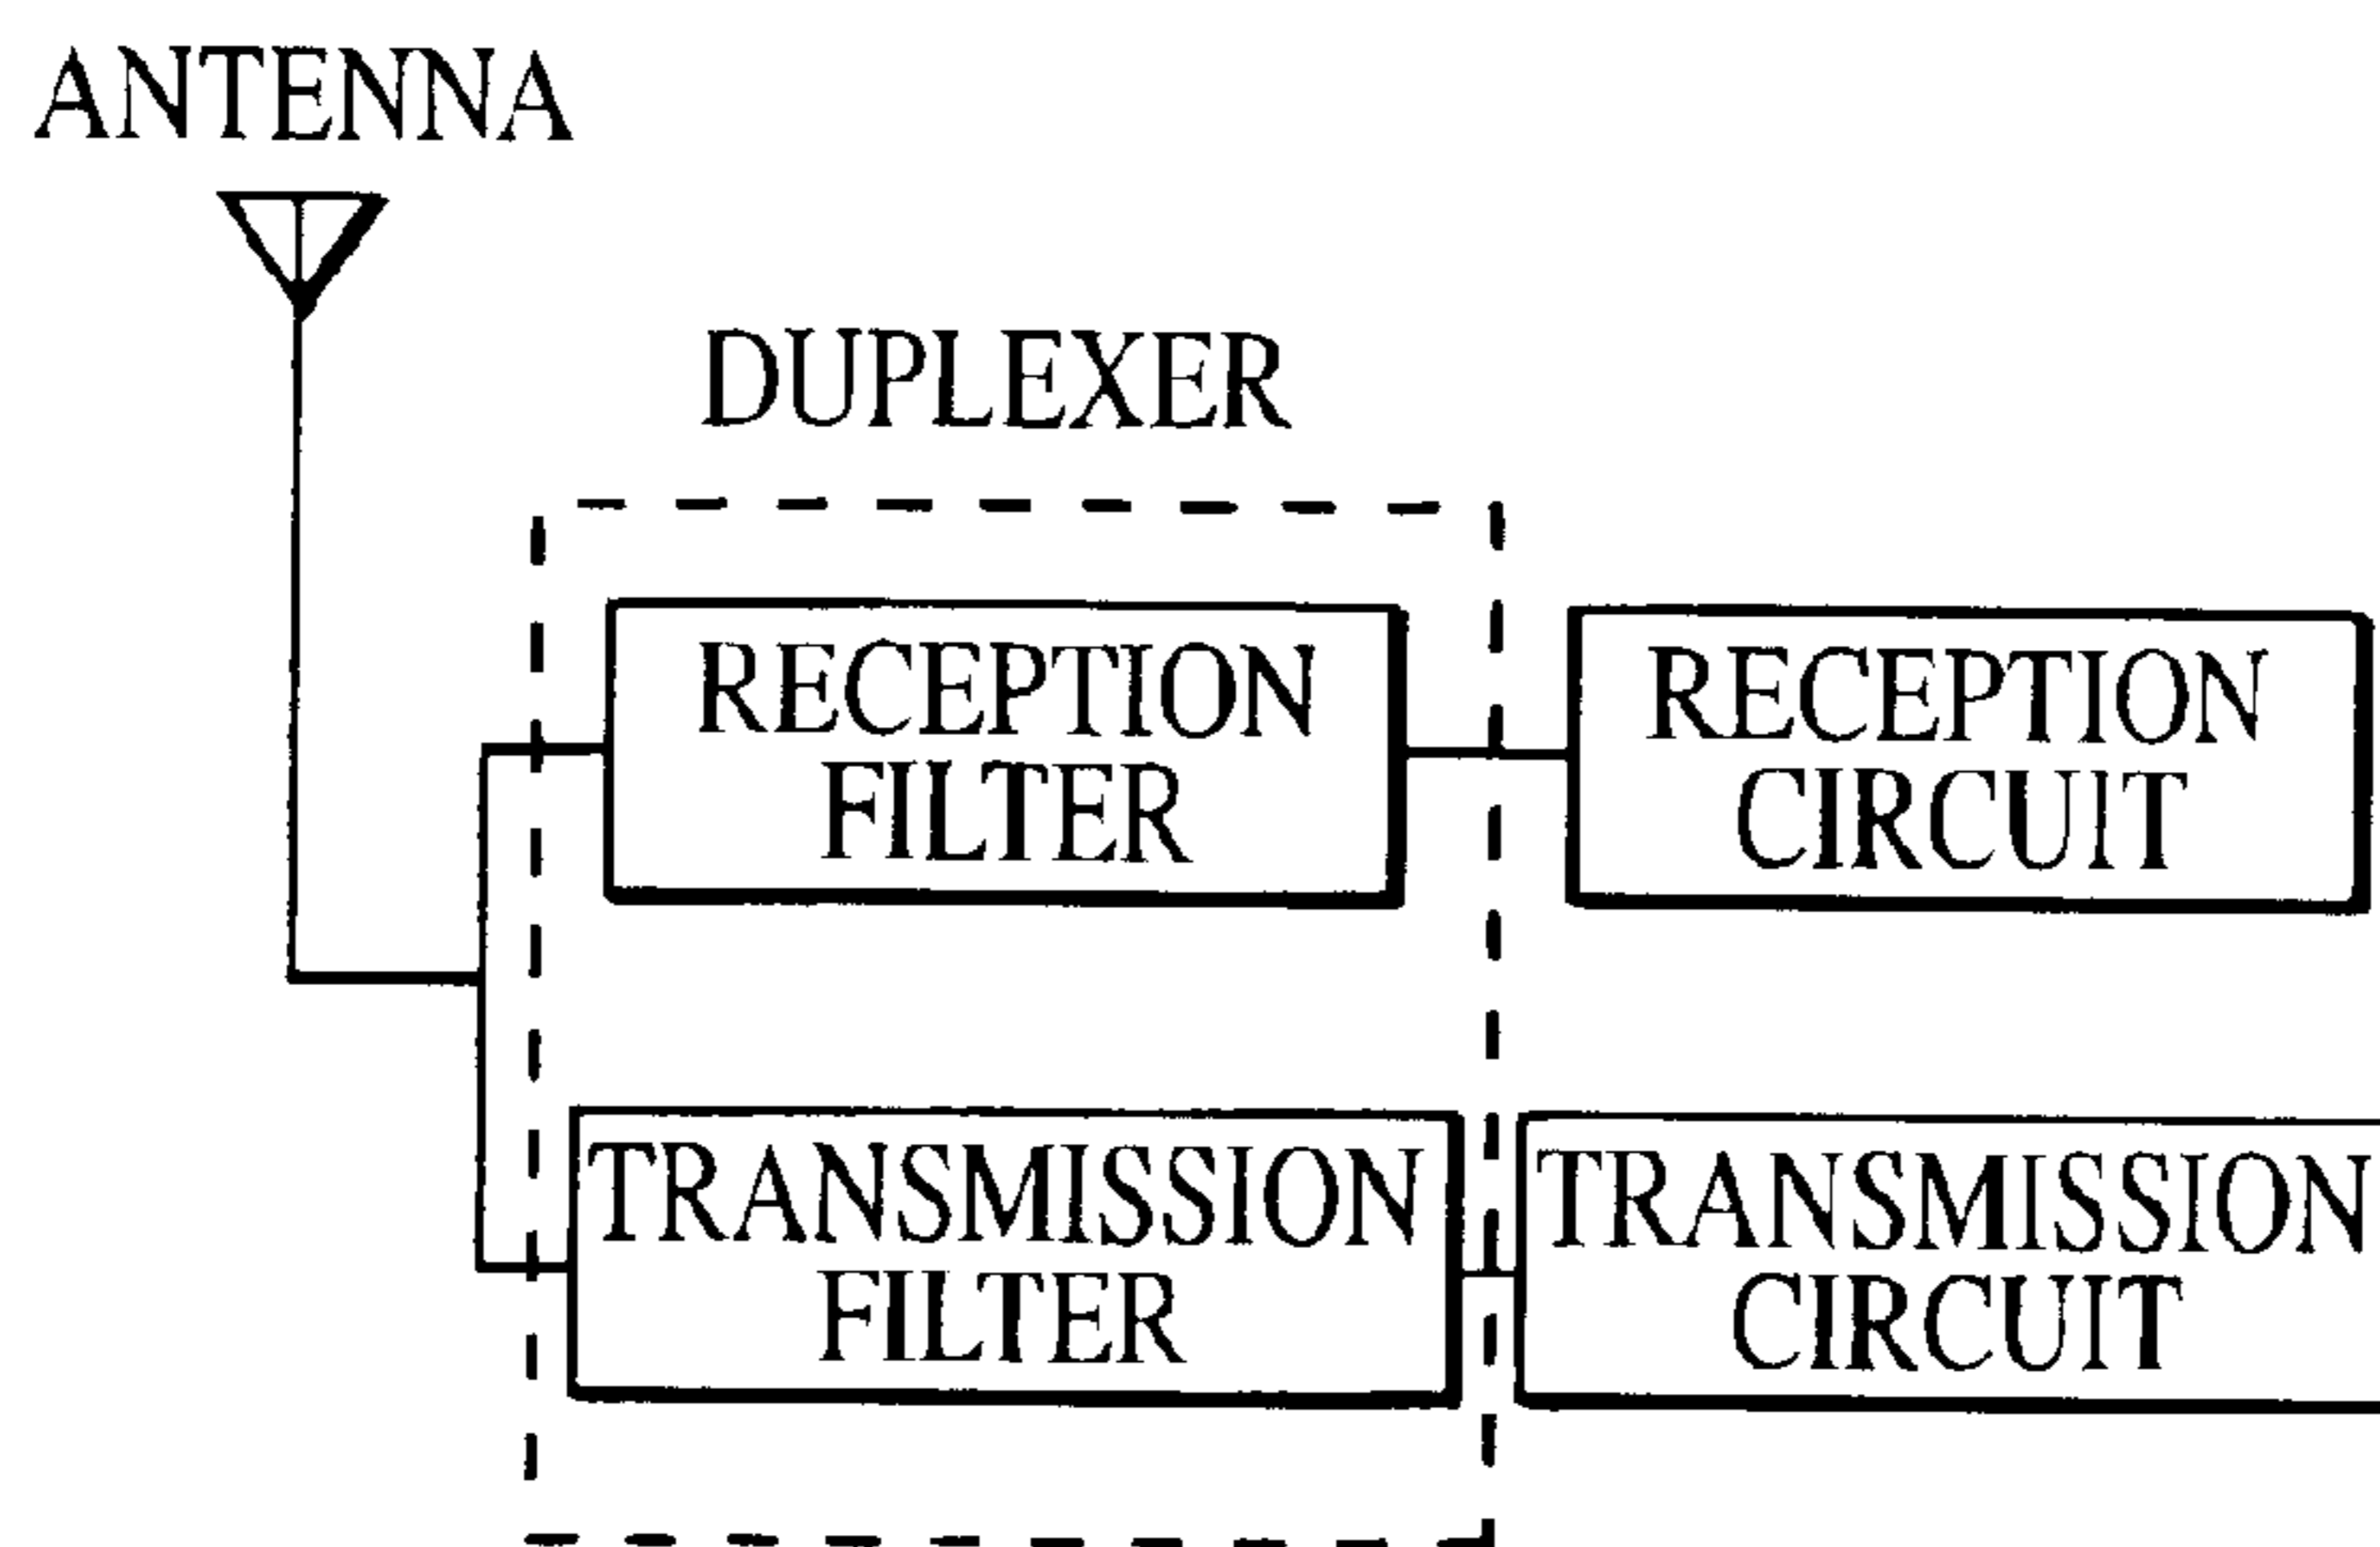 ANTENNA
DUPLEXER
RECEPTION
FILTER
RECEPTION
CIRCUIT
TRANSMISSION
FILTER
TRANSMISSION
CIRCUIT